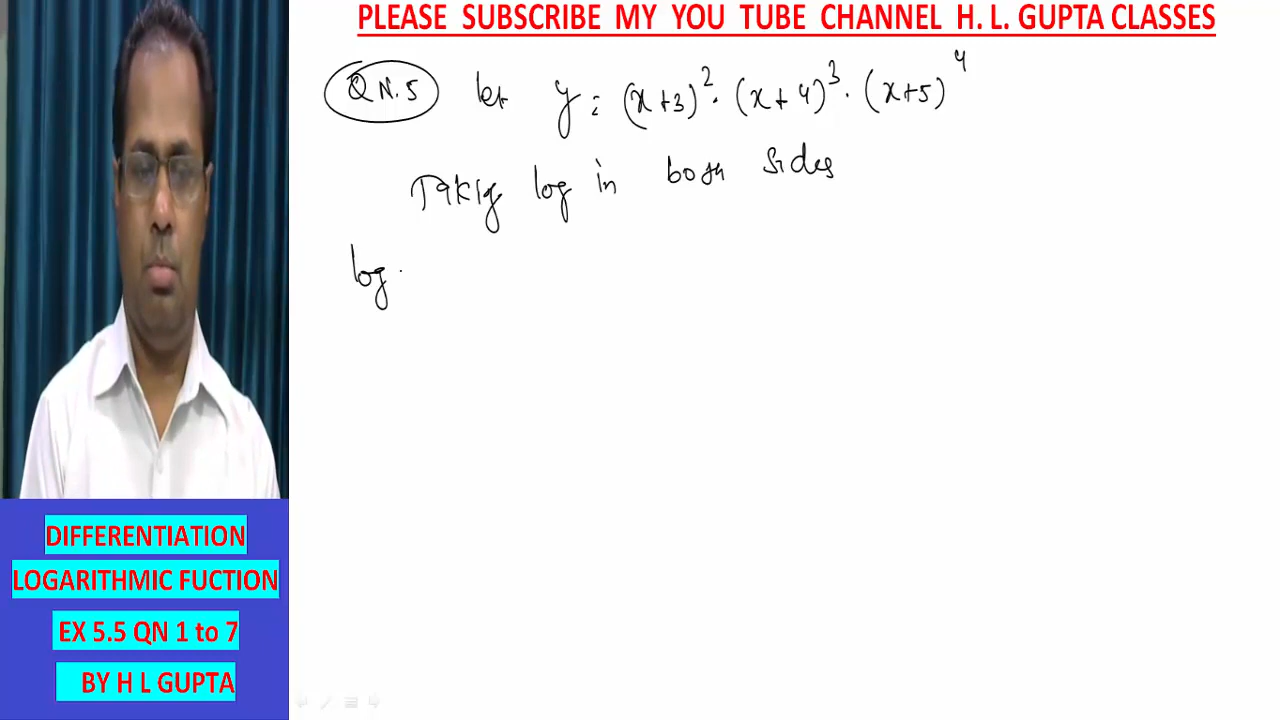 PLEASE SUBSCRIBE MY YOU TUBE CHANNEL H. L. GUPTA CLASSES
Q N. 5 let y = (x+3)² · (x+4)³ · (x+5)⁴
Taking log in both sides
log
DIFFERENTIATION
LOGARITHMIC FUCTION
EX 5.5 QN 1 to 7
BY H L GUPTA